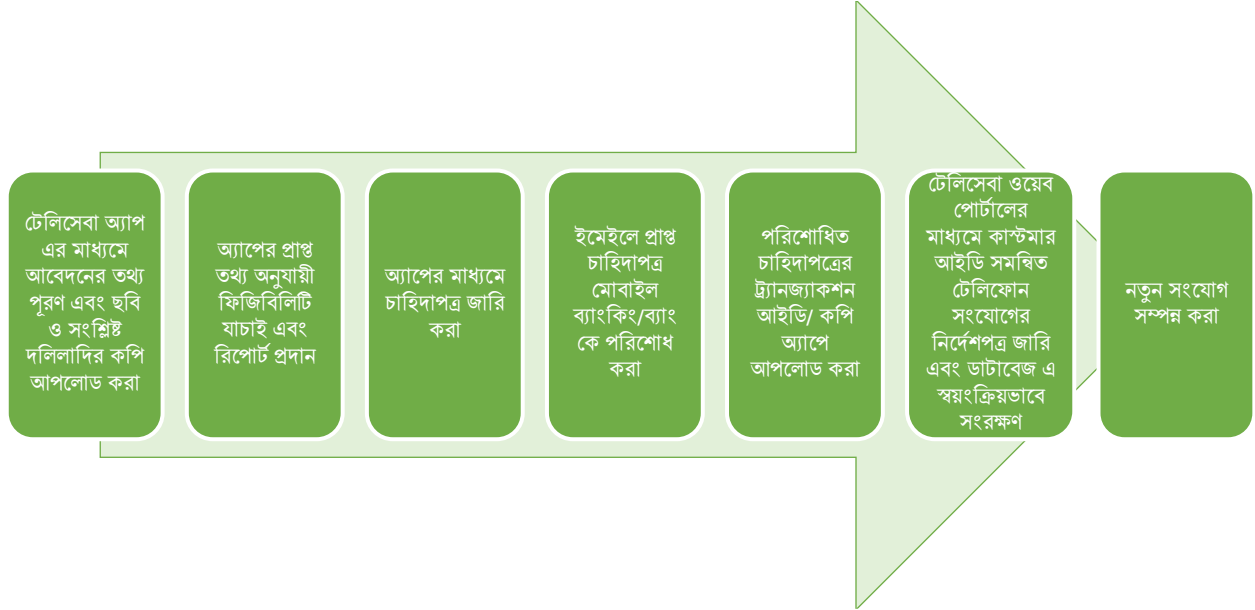 টেলিসেবা অ্যাপ
এর মাধ্যমে
আবেদনের তথ্য
পূরণ এবং ছবি
ও সংশ্লিষ্ট
দলিলাদির কপি
আপলোড করা
অ্যাপের প্রাপ্ত
তথ্য অনুযায়ী
ফিজিবিলিটি
যাচাই এবং
রিপোর্ট প্রদান
অ্যাপের মাধ্যমে
চাহিদাপত্র জারি
করা
ইমেইলে প্রাপ্ত
চাহিদাপত্র
মোবাইল
ব্যাংকিং/ব্যাং
কে পরিশোধ
করা
পরিশোধিত
চাহিদাপত্রের
ট্র্যানজ্যাকশন
আইডি/ কপি
অ্যাপে
আপলোড করা
টেলিসেবা ওয়েব
পোর্টালের
মাধ্যমে কাস্টমার
আইডি সমন্বিত
টেলিফোন
সংযোগের
নির্দেশপত্র জারি
এবং ডাটাবেজ এ
স্বয়ংক্রিয়ভাবে
সংরক্ষণ
নতুন সংযোগ
সম্পন্ন করা